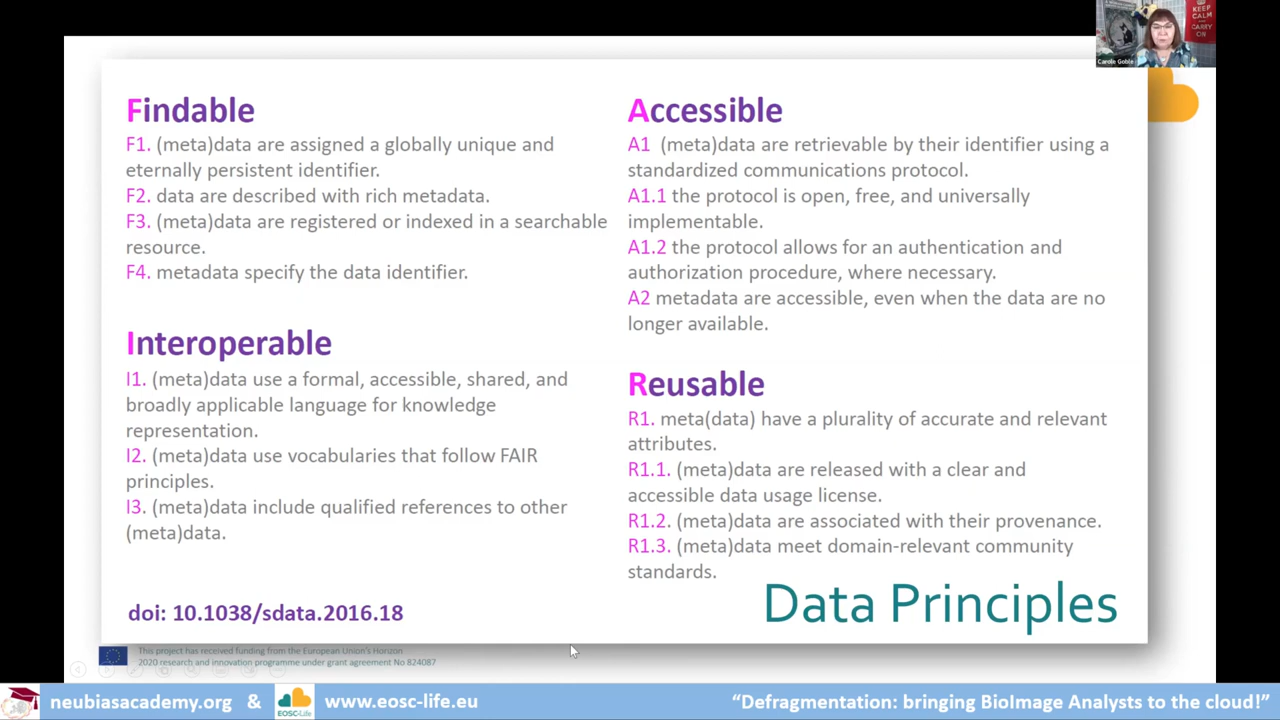 KEEP
CALM
AND
CARRY
ON
Carole Goble
Findable
F1. (meta)data are assigned a globally unique and
eternally persistent identifier.
F2. data are described with rich metadata.
F3. (meta)data are registered or indexed in a searchable
resource.
F4. metadata specify the data identifier.
Interoperable
I1. (meta)data use a formal, accessible, shared, and
broadly applicable language for knowledge
representation.
I2. (meta)data use vocabularies that follow FAIR
principles.
I3. (meta)data include qualified references to other
(meta)data.
doi: 10.1038/sdata.2016.18
Accessible
A1 (meta)data are retrievable by their identifier using a
standardized communications protocol.
A1.1 the protocol is open, free, and universally
implementable.
A1.2 the protocol allows for an authentication and
authorization procedure, where necessary.
A2 metadata are accessible, even when the data are no
longer available.
Reusable
R1. meta(data) have a plurality of accurate and relevant
attributes.
R1.1. (meta)data are released with a clear and
accessible data usage license.
R1.2. (meta)data are associated with their provenance.
R1.3. (meta)data meet domain-relevant community
standards.
Data Principles
This project has received funding from the European Union's Horizon
2020 research and innovation programme under grant agreement No 824087
neubiasacademy.org & EOSC-Life www.eosc-life.eu
“Defragmentation: bringing BioImage Analysts to the cloud!”